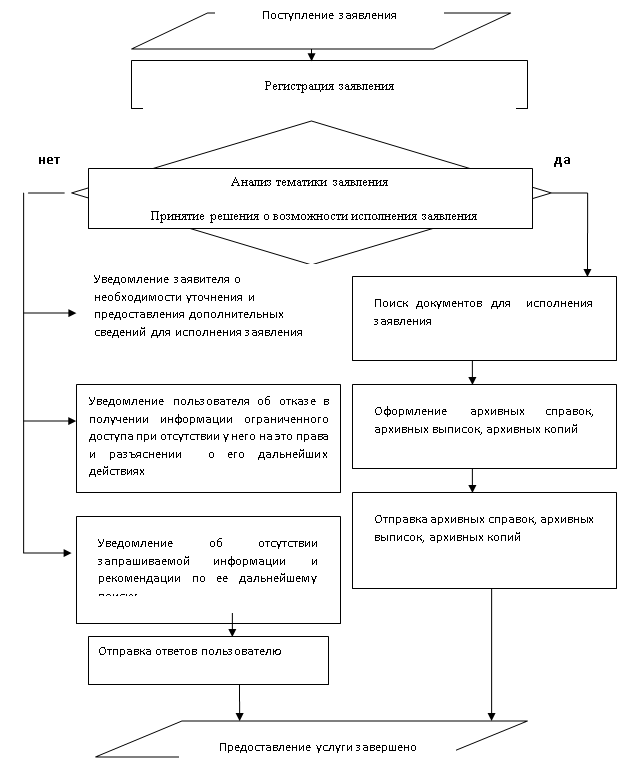 Поступление заявления
Регистрация заявления
нет
да
Анализ тематики заявления
Принятие решения о возможности исполнения заявления
Уведомление заявителя о
необходимости уточнения и
предоставления дополнительных
сведений для исполнения заявления
Поиск документов для исполнения
заявления
Уведомление пользователя об отказе в
получении информации ограниченного
доступа при отсутствии у него на это права
и разъяснении о его дальнейших
действиях
Оформление архивных справок,
архивных выписок, архивных копий
Уведомление об отсутствии
запрашиваемой информации и
рекомендации по ее дальнейшему
Отправка архивных справок, архивных
выписок, архивных копий
Отправка ответов пользователю
Предоставление услуги завершено